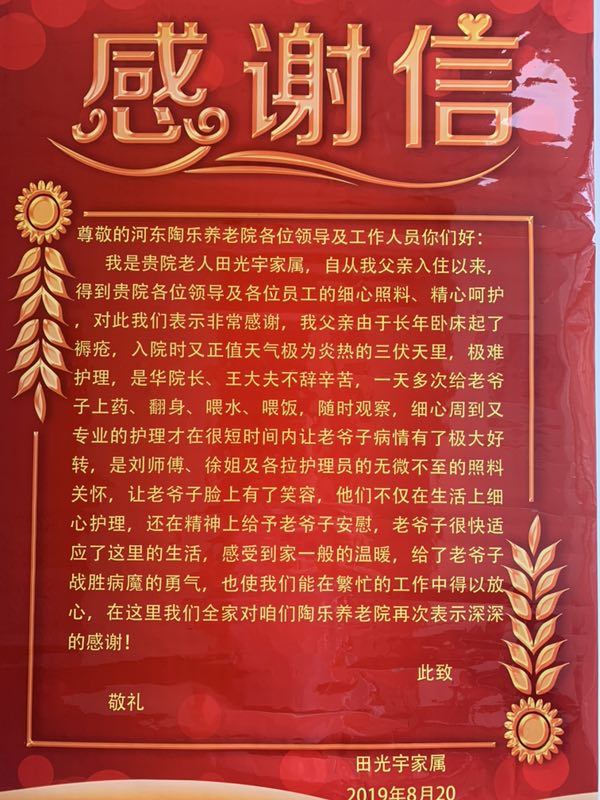 感谢信
尊敬的河东陶乐养老院各位领导及工作人员你们好：
我是贵院老人田光宇家属，自从我父亲入住以来，
得到贵院各位领导及各位员工的细心照料、精心呵护
，对此我们表示非常感谢，我父亲由于长年卧床起了
褥疮，入院时又正值天气极为炎热的三伏天里，极难
护理，是华院长、王大夫不辞辛苦，一天多次给老爷
子上药、翻身、喂水、喂饭，随时观察，细心周到又
专业的护理才在很短时间内让老爷子病情有了极大好
转，是刘师傅、徐姐及各拉护理员的无微不至的照料
关怀，让老爷子脸上有了笑容，他们不仅在生活上细
心护理，还在精神上给予老爷子安慰，老爷子很快适
应了这里的生活，感受到家一般的温暖，给了老爷子
战胜病魔的勇气，也使我们能在繁忙的工作中得以放
心，在这里我们全家对咱们陶乐养老院再次表示深深
的感谢！
此致
敬礼
田光宇家属
2019年8月20